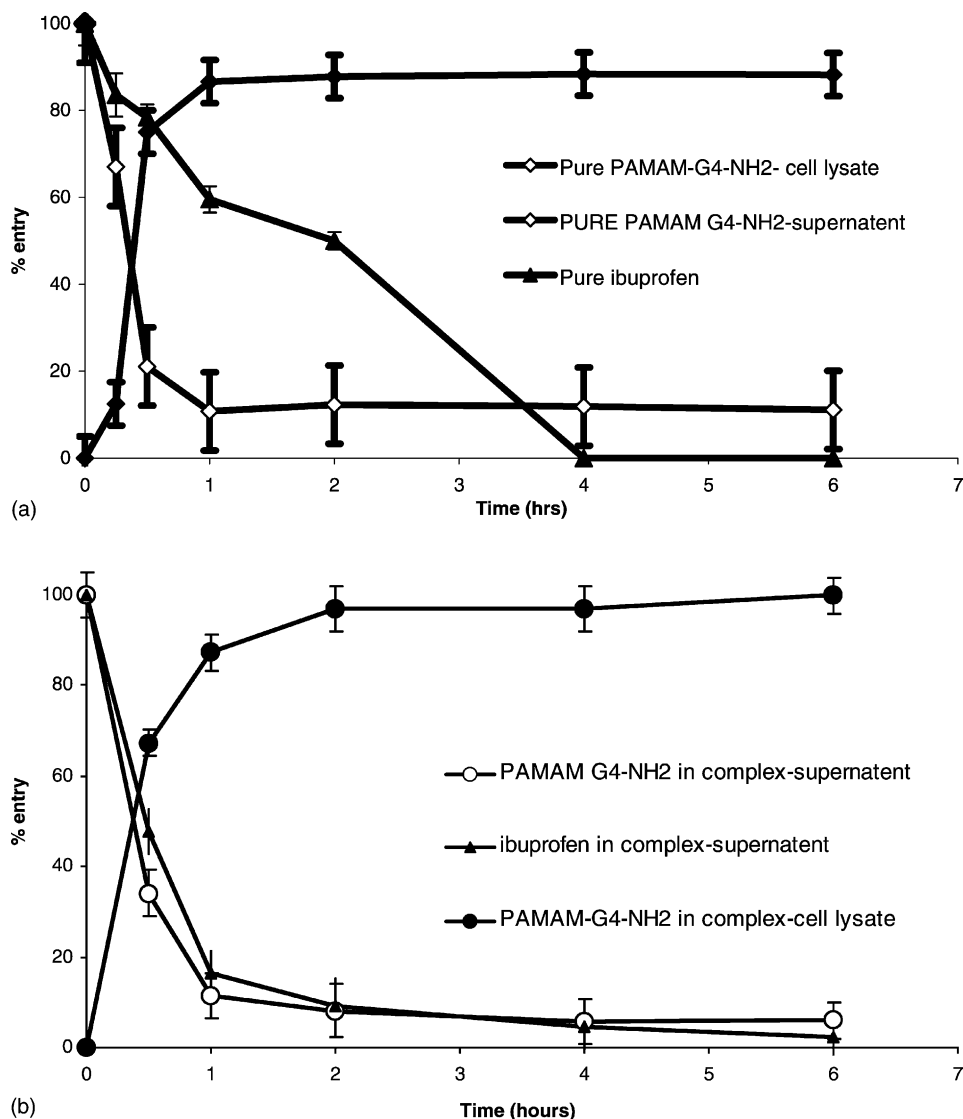 100
80
60
40
20
0
% entry
Pure PAMAM-G4-NH2- cell lysate
PURE PAMAM G4-NH2-supernatent
Pure ibuprofen
0 1 2 3 4 5 6 7
Time (hrs)
(a)
100
80
60
40
20
0
% entry
PAMAM G4-NH2 in complex-supernatent
ibuprofen in complex-supernatent
PAMAM-G4-NH2 in complex-cell lysate
0 1 2 3 4 5 6 7
Time (hours)
(b)